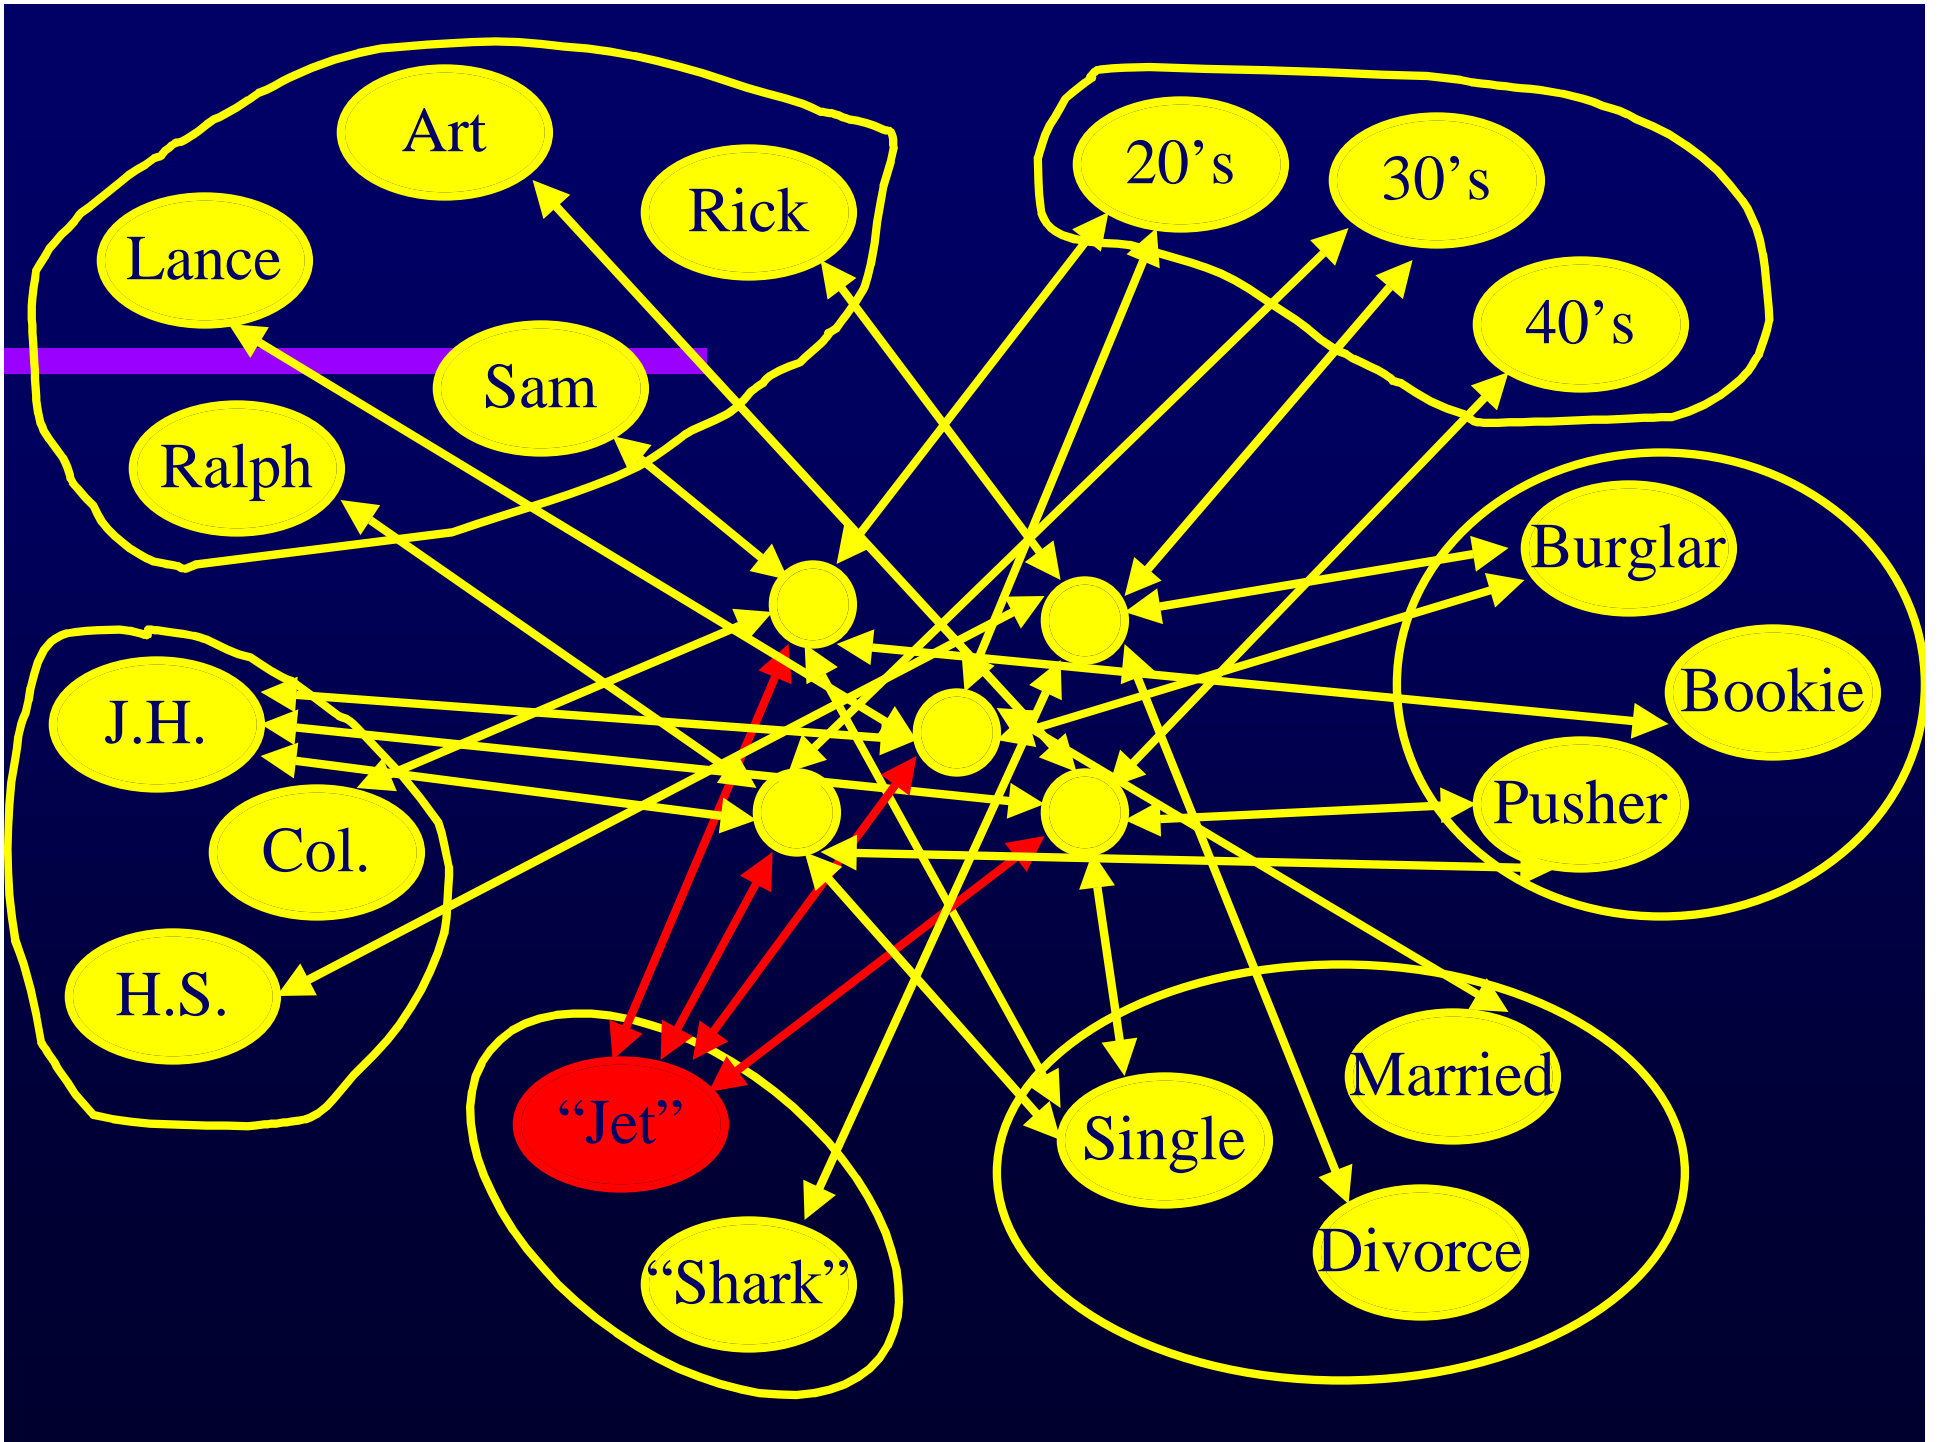 Art
Rick
Lance
Sam
Ralph
20’s
30’s
40’s
Burglar
Bookie
Pusher
J.H.
Col.
H.S.
“Jet”
“Shark”
Married
Single
Divorce